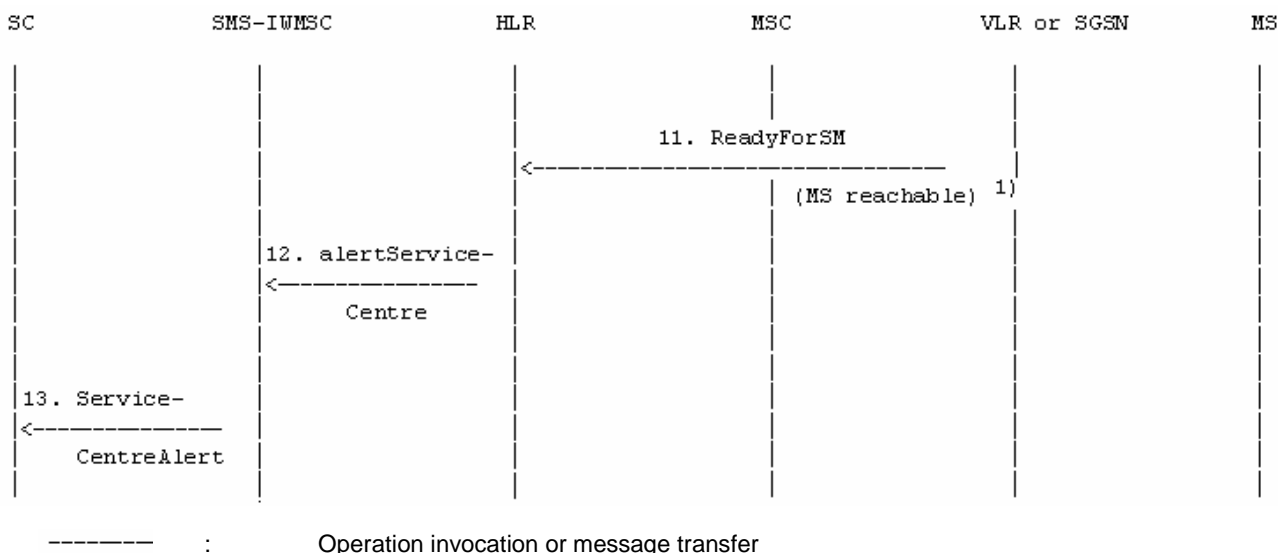 SC SMS-IWMSC HLR MSC VLR or SGSN MS
11. ReadyForSM
(MS reachable) 1)
12. alertService-
Centre
13. Service-
CentreAlert
: Operation invocation or message transfer